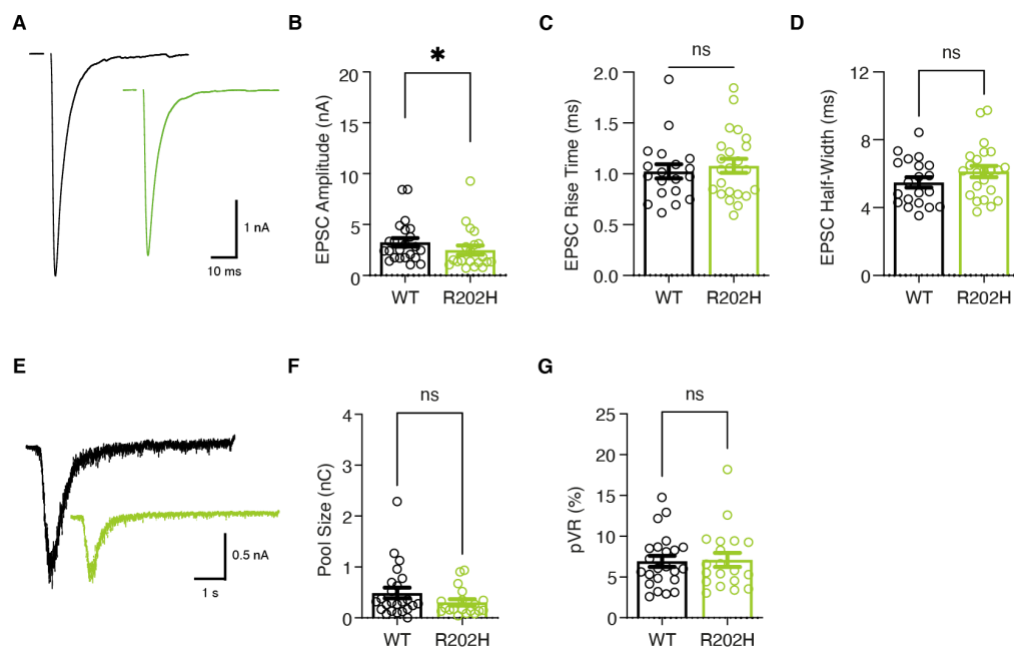 A
1 nA
10 ms
B
*
EPSC Amplitude (nA)
20
15
10
5
0
WT R202H
C
ns
EPSC Rise Time (ms)
2.0
1.5
1.0
0.5
0.0
WT R202H
D
ns
EPSC Half-Width (ms)
12
9
6
3
0
WT R202H
E
0.5 nA
1 s
F
ns
Pool Size (nC)
4
3
2
1
0
WT R202H
G
ns
pVR (%)
25
20
15
10
5
0
WT R202H